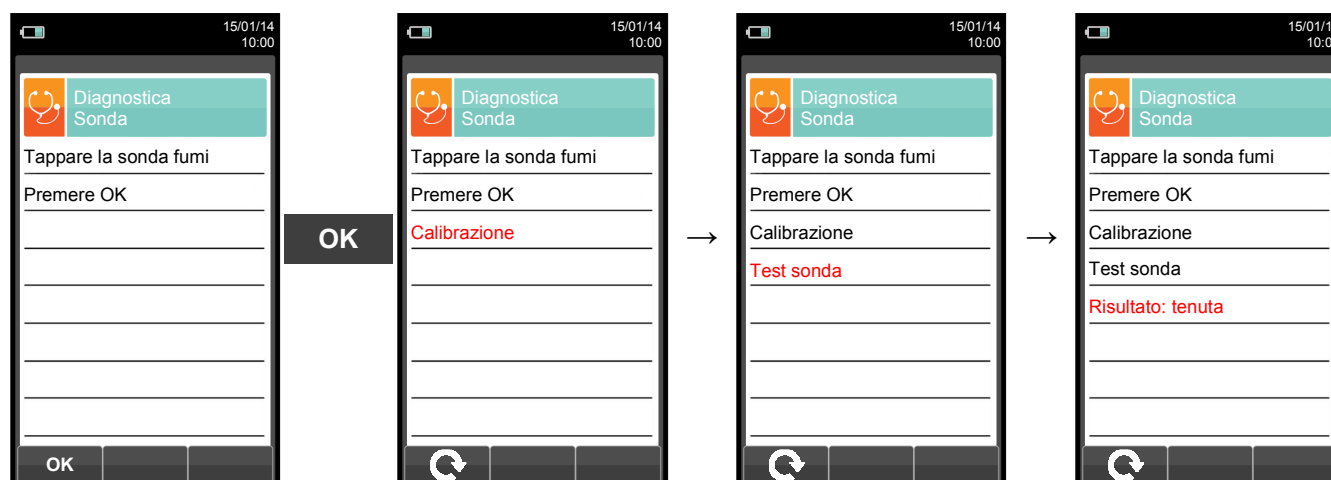 15/01/14
10:00
Diagnostica
Sonda
Tappare la sonda fumi
Premere OK
OK
OK
15/01/14
10:00
Diagnostica
Sonda
Tappare la sonda fumi
Premere OK
Calibrazione
→
15/01/14
10:00
Diagnostica
Sonda
Tappare la sonda fumi
Premere OK
Calibrazione
Test sonda
→
15/01/1
10:0
Diagnostica
Sonda
Tappare la sonda fumi
Premere OK
Calibrazione
Test sonda
Risultato: tenuta